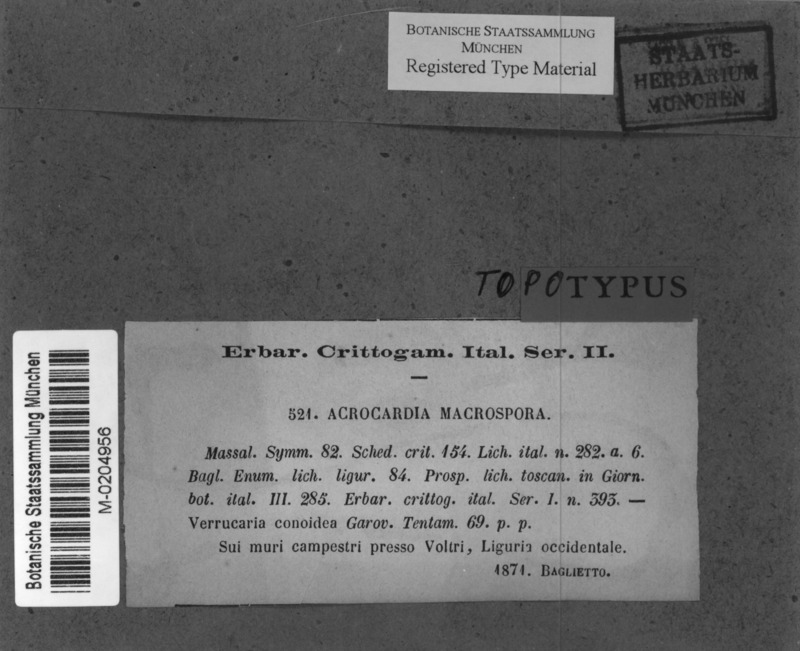 BOTANISCHE STAATSSAMMLUNG
MÜNCHEN
Registered Type Material
STAATS-
HERBARIUM
MÜNCHEN
TOPOTYPUS
Erbar. Crittogam. Ital. Ser. II.
521. ACROCARDIA MACROSPORA.
Massal. Symm. 82. Sched. crit. 154. Lich. ital. n. 282. a. 6.
Bagl. Enum. lich. ligur. 84. Prosp. lich. toscan. in Giorn.
bot. ital. III. 285. Erbar. crittog. ital. Ser. I. n. 393. —
Verrucaria conoidea Garov. Tentam. 69. p. p.
Sui muri campestri presso Voltri, Liguria occidentale.
1871. BAGLIETTO.
Botanische Staatssammlung München
M-0204956